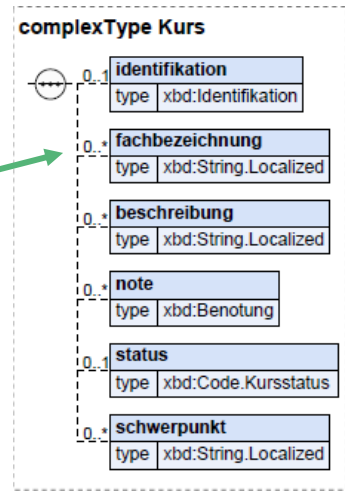 complexType Kurs
0..1 identifikation
type xbd:Identifikation
0..* fachbezeichnung
type xbd:String.Localized
0..* beschreibung
type xbd:String.Localized
0..* note
type xbd:Benotung
0..1 status
type xbd:Code.Kursstatus
0..* schwerpunkt
type xbd:String.Localized